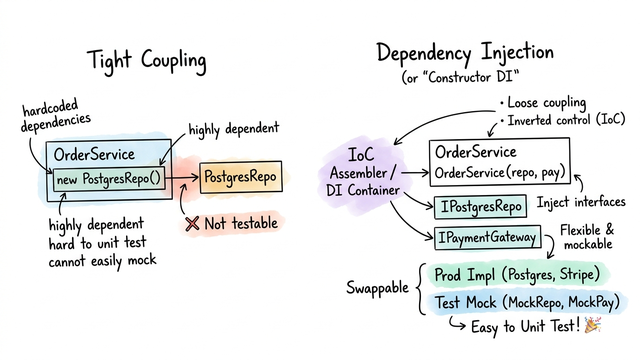 Tight Coupling
hardcoded
dependencies
highly dependent
OrderService
new PostgresRepo()
PostgresRepo
❌ Not testable
highly dependent
hard to unit test
cannot easily mock
Dependency Injection
(or "Constructor DI"
• Loose coupling
• Inverted control (IoC)
IoC
Assembler/
DI Container
OrderService
OrderService(repo, pay)
IPostgresRepo
Inject interfaces
IPaymentGateway
Flexible &
mockable
Swappable
Prod Impl (Postgres, Stripe)
Test Mock (MockRepo, MockPay)
Easy to Unit Test! 🎉